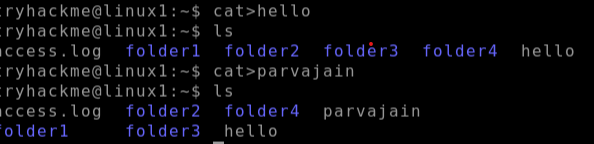 tryhackme@linux1:~$ cat>hello
tryhackme@linux1:~$ ls
access.log folder1 folder2 folder3 folder4 hello
tryhackme@linux1:~$ cat>parvajain
tryhackme@linux1:~$ ls
access.log folder2 folder4 parvajain
folder1 folder3 hello